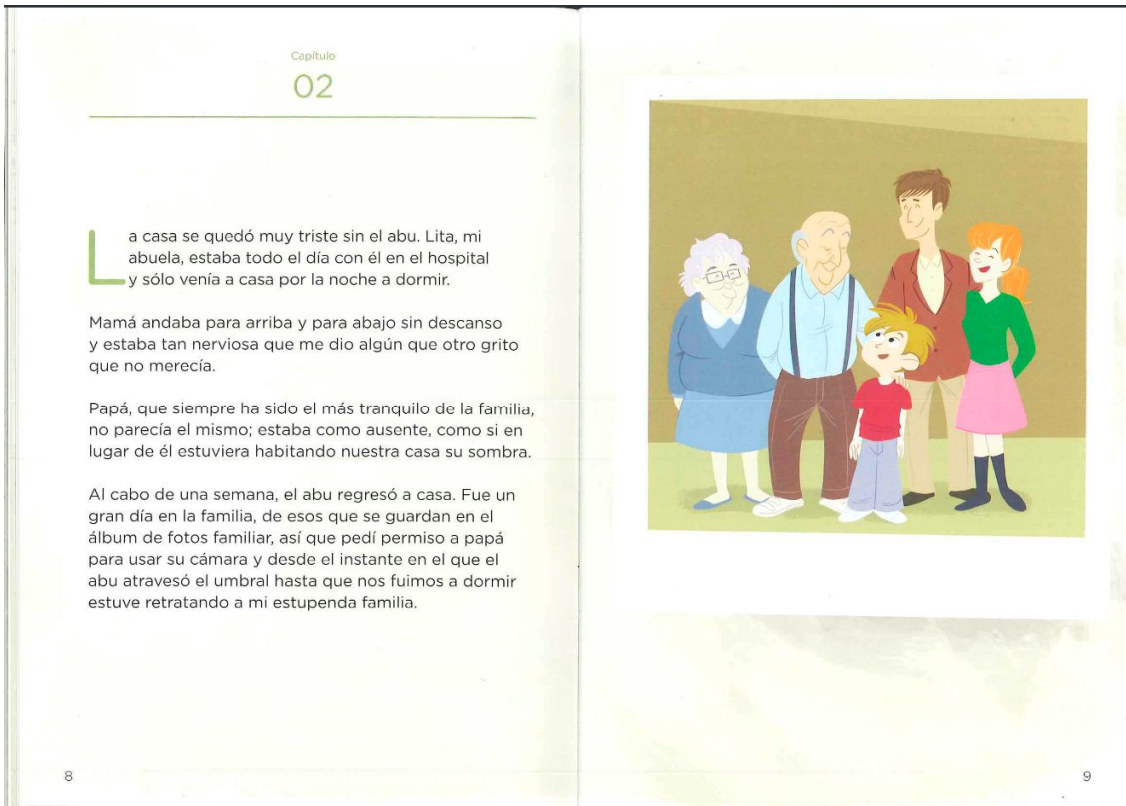 Capítulo
02
La casa se quedó muy triste sin el abu. Lita, mi
abuela, estaba todo el día con él en el hospital
y sólo venía a casa por la noche a dormir.
Mamá andaba para arriba y para abajo sin descanso
y estaba tan nerviosa que me dio algún que otro grito
que no merecía.
Papá, que siempre ha sido el más tranquilo de la familia,
no parecía el mismo; estaba como ausente, como si en
lugar de él estuviera habitando nuestra casa su sombra.
Al cabo de una semana, el abu regresó a casa. Fue un
gran día en la familia, de esos que se guardan en el
álbum de fotos familiar, así que pedí permiso a papá
para usar su cámara y desde el instante en el que el
abu atravesó el umbral hasta que nos fuimos a dormir
estuve retratando a mi estupenda familia.
8
9